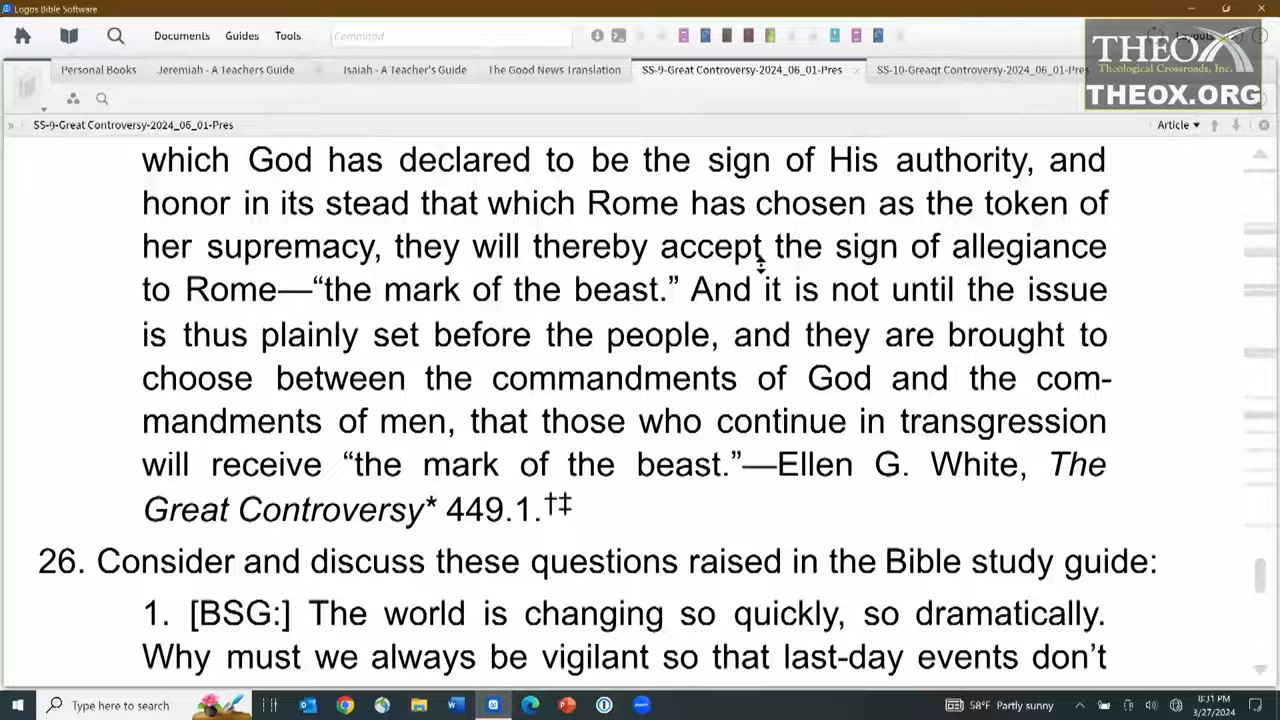 Logos Bible Software
Documents Guides Tools Command Layouts
THEOX
Theological Crossroads, Inc.
THEOX.ORG
Personal Books Jeremiah - A Teachers Guide Isaiah - A The Good News Translation SS-9-Great Controversy-2024_06_01-Pres SS-10-Greaqt Controversy-2024_06_01-Pres
SS-9-Great Controversy-2024_06_01-Pres Article
which God has declared to be the sign of His authority, and
honor in its stead that which Rome has chosen as the token of
her supremacy, they will thereby accept the sign of allegiance
to Rome—“the mark of the beast.” And it is not until the issue
is thus plainly set before the people, and they are brought to
choose between the commandments of God and the com-
mandments of men, that those who continue in transgression
will receive “the mark of the beast.”—Ellen G. White, The
Great Controversy* 449.1.†‡
26. Consider and discuss these questions raised in the Bible study guide:
1. [BSG:] The world is changing so quickly, so dramatically.
Why must we always be vigilant so that last-day events don’t
Type here to search 58°F Partly sunny 8:31 PM
3/27/2024